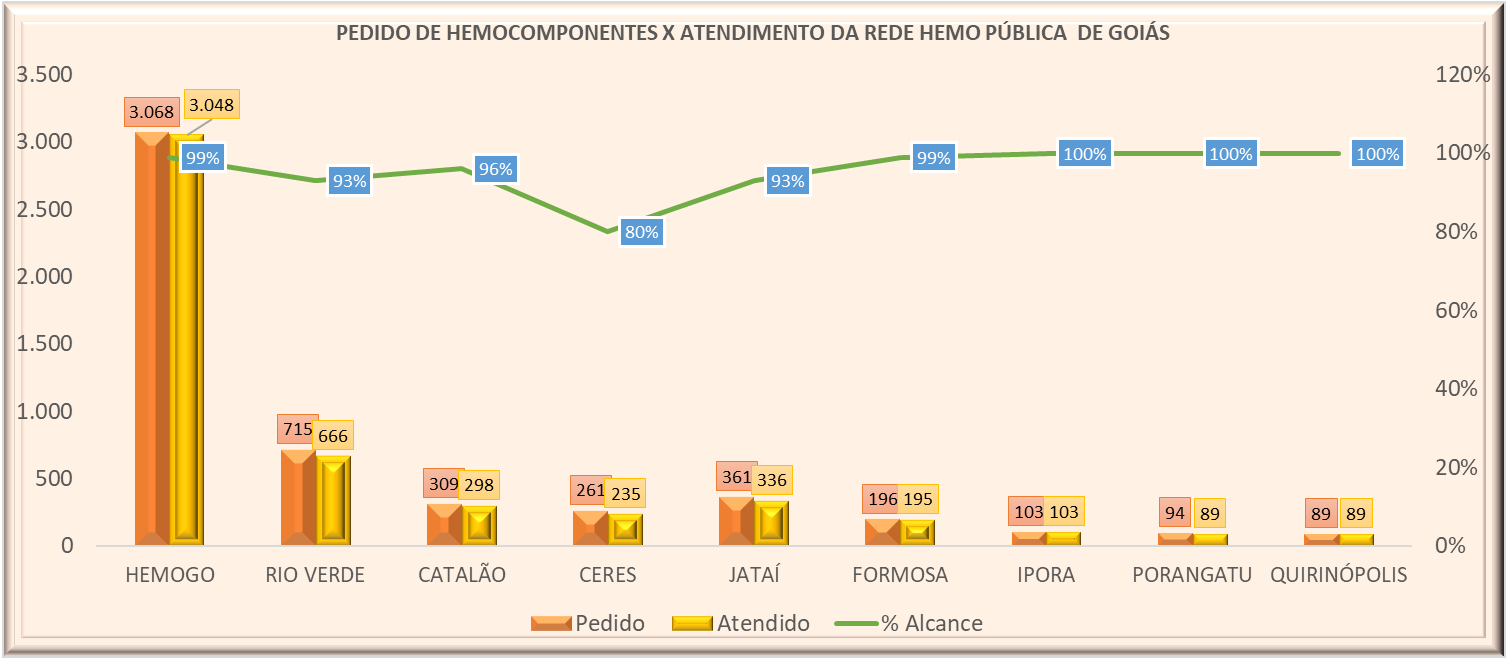 PEDIDO DE HEMOCOMPONENTES X ATENDIMENTO DA REDE HEMO PÚBLICA DE GOIÁS
3.500 120%
3.068 3.048
3.000 100%
99% 93% 96% 80% 93% 99% 100% 100% 100%
2.500 80%
2.000
60%
1.500
40%
1.000
715 666
500 20%
309 298 261 235 361 336 196 195 103 103 94 89 89 89
0 0%
HEMOGO RIO VERDE CATALÃO CERES JATAÍ FORMOSA IPORA PORANGATU QUIRINÓPOLIS
Pedido Atendido % Alcance